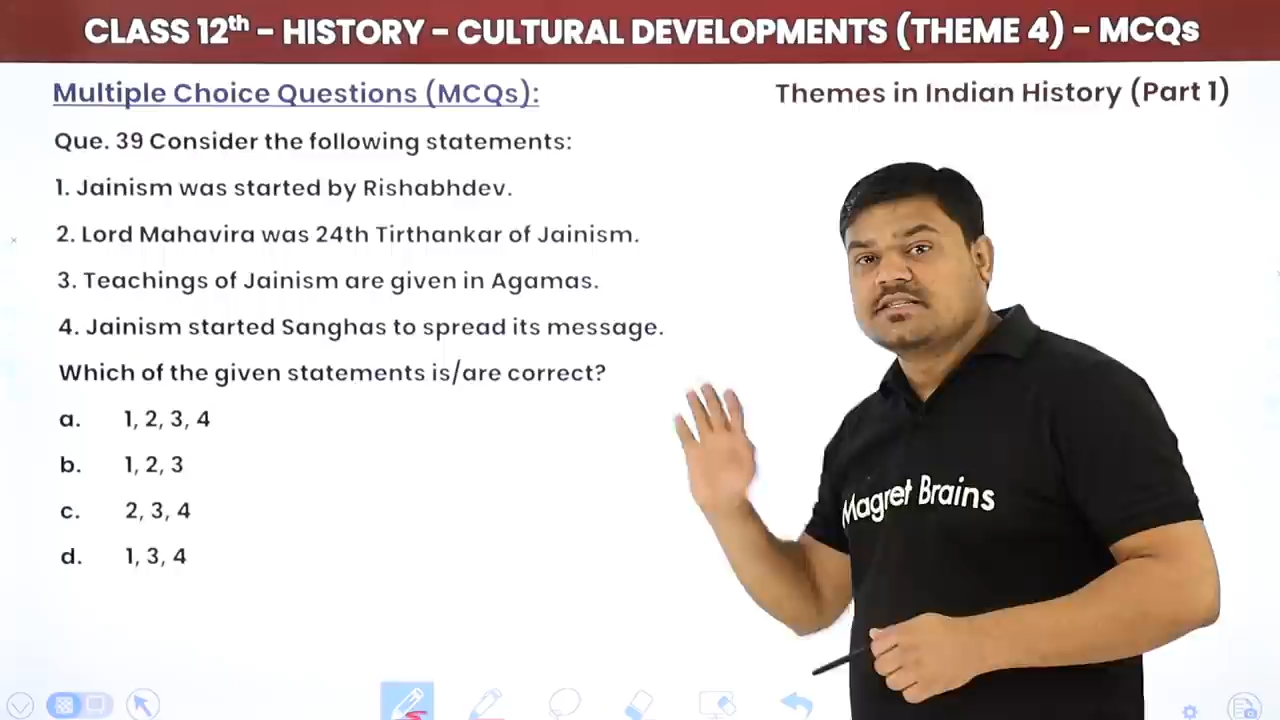 CLASS 12th – HISTORY – CULTURAL DEVELOPMENTS (THEME 4) – MCQs
Multiple Choice Questions (MCQs):
Themes in Indian History (Part 1)
Que. 39 Consider the following statements:
1. Jainism was started by Rishabhdev.
2. Lord Mahavira was 24th Tirthankar of Jainism.
3. Teachings of Jainism are given in Agamas.
4. Jainism started Sanghas to spread its message.
Which of the given statements is/are correct?
a. 1, 2, 3, 4
b. 1, 2, 3
c. 2, 3, 4
d. 1, 3, 4
Magnet Brains